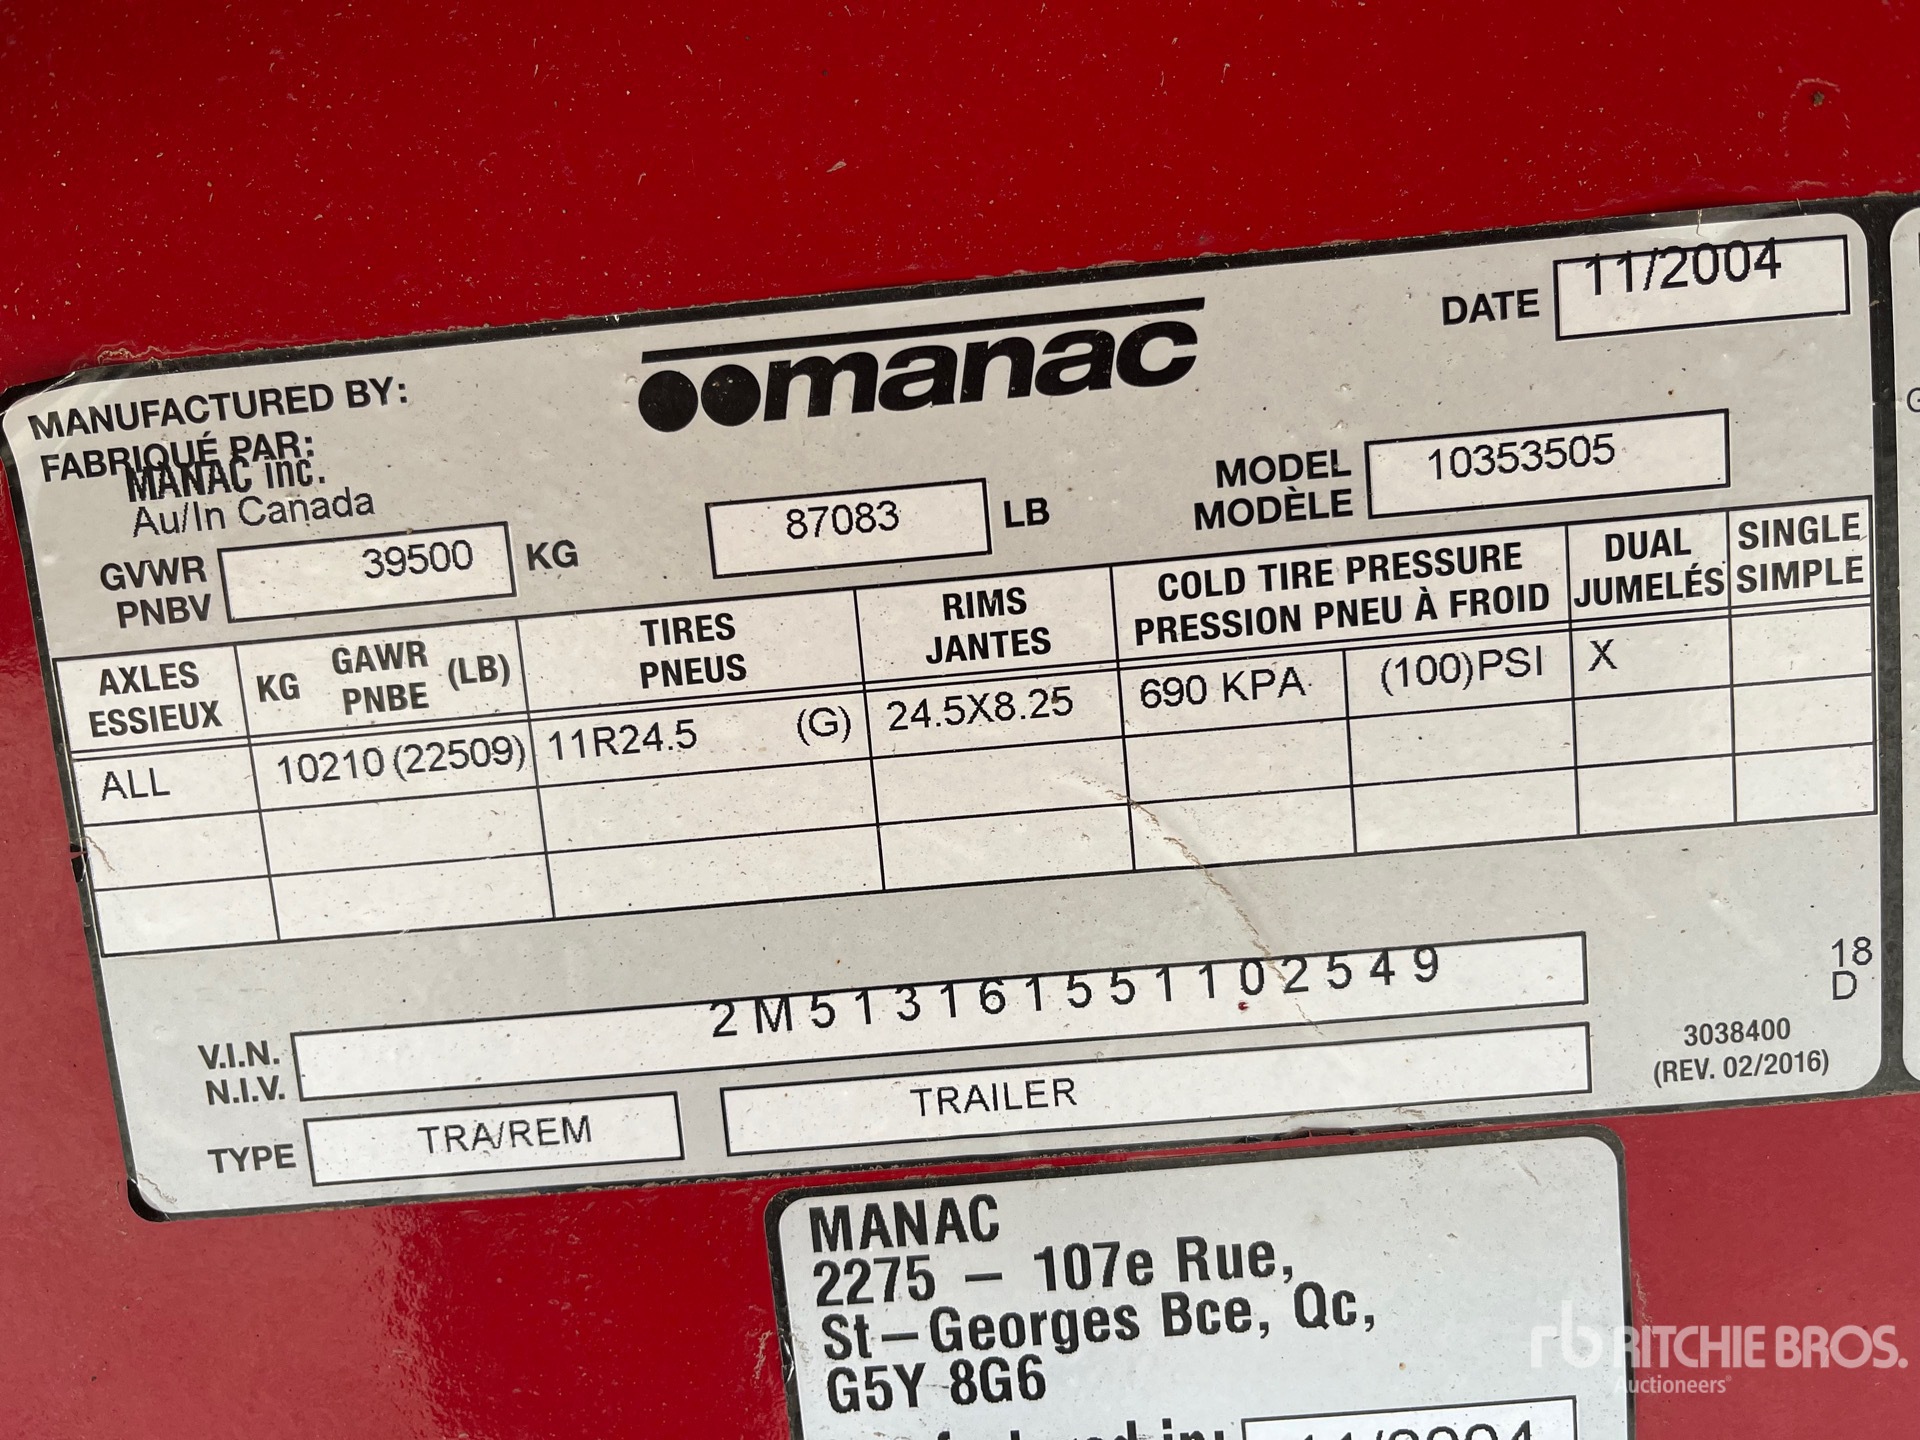 manac
DATE 11/2004
MANUFACTURED BY:
FABRIQUÉ PAR:
MANAC inc.
Au/In Canada
GVWR
PNBV
39500 KG
87083 LB
MODEL
MODÈLE
10353505
AXLES
ESSIEUX
KG GAWR (LB)
PNBE
TIRES
PNEUS
RIMS
JANTES
COLD TIRE PRESSURE
PRESSION PNEU À FROID
DUAL
JUMELÉS
SINGLE
SIMPLE
ALL 10210 (22509) 11R24.5 (G) 24.5X8.25 690 KPA (100)PSI X
V.I.N.
N.I.V.
2M513161551102549
18
D
3038400
(REV. 02/2016)
TYPE TRA/REM TRAILER
MANAC
2275 – 107e Rue,
St–Georges Bce, Qc,
G5Y 8G6
11/2004
rb RITCHIE BROS.
Auctioneers